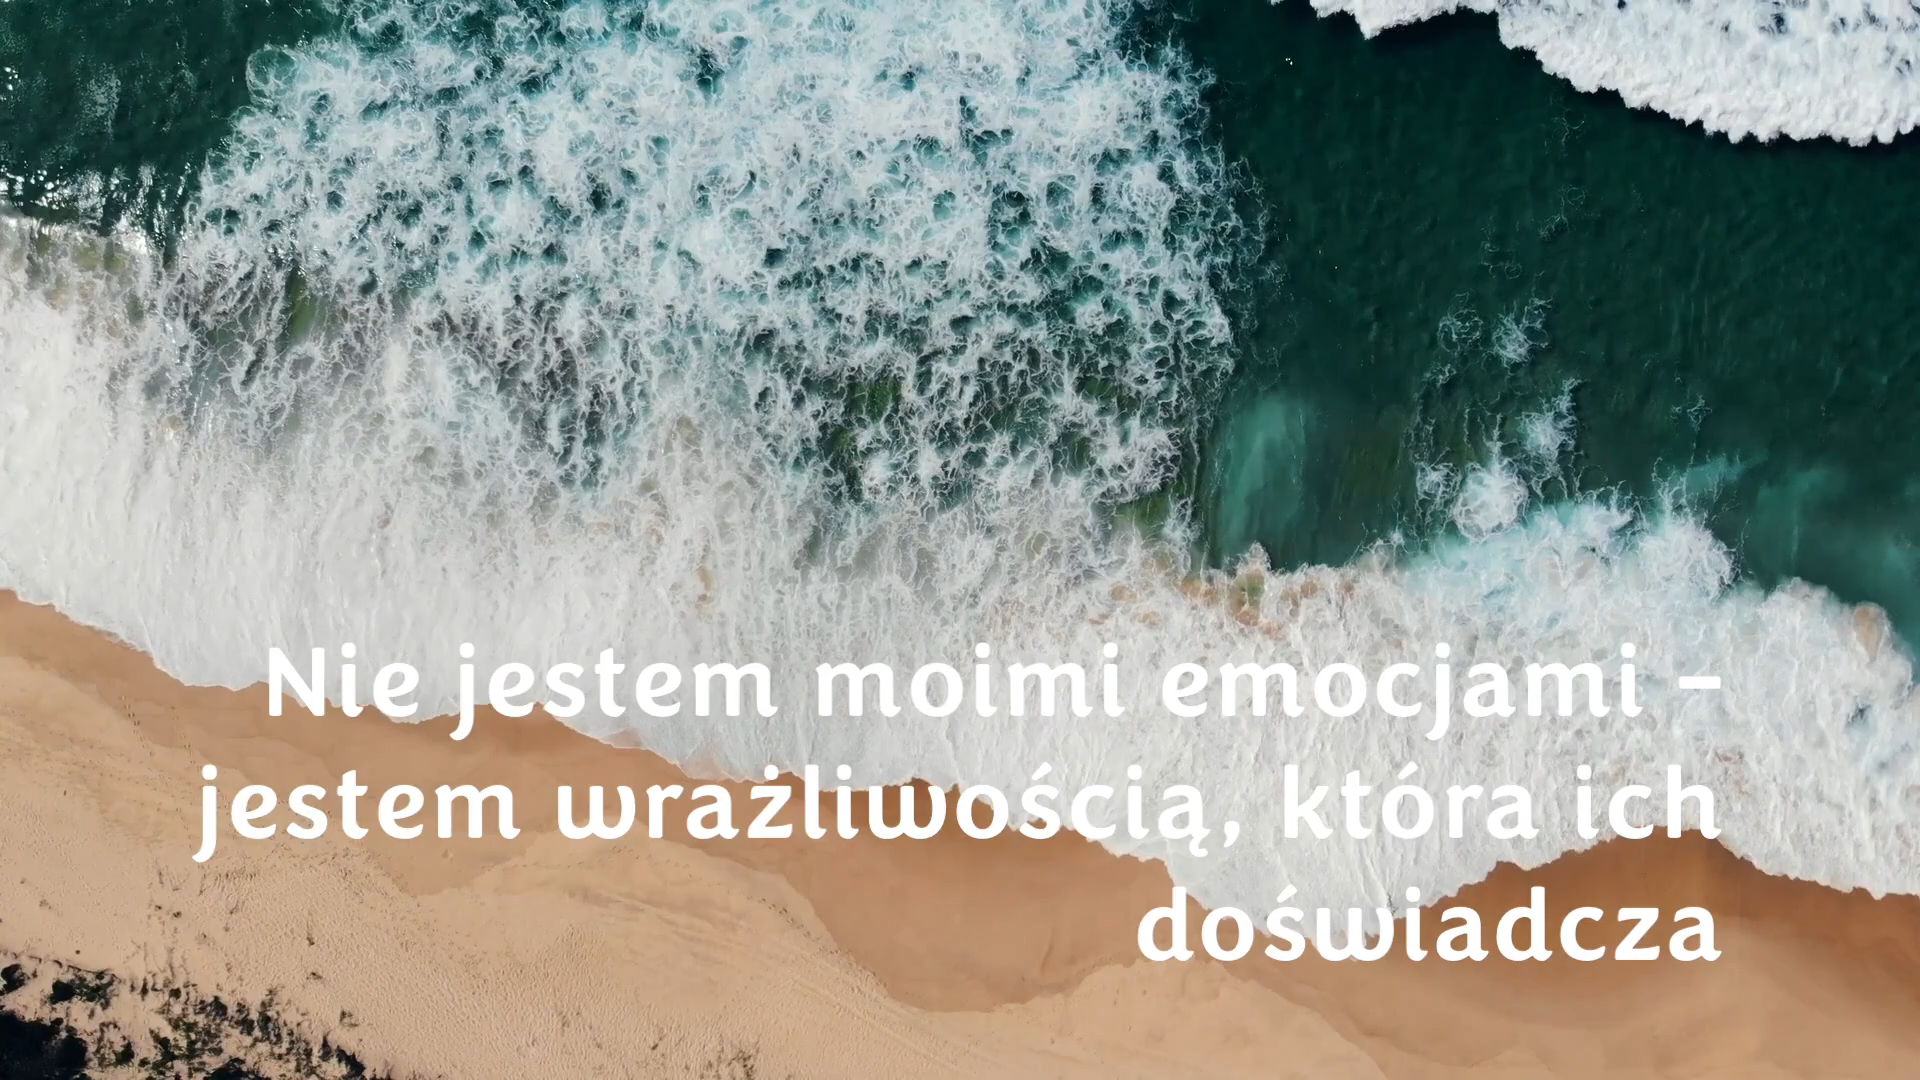 Nie jestem moimi emocjami –
jestem wrażliwością, która ich
doświadcza